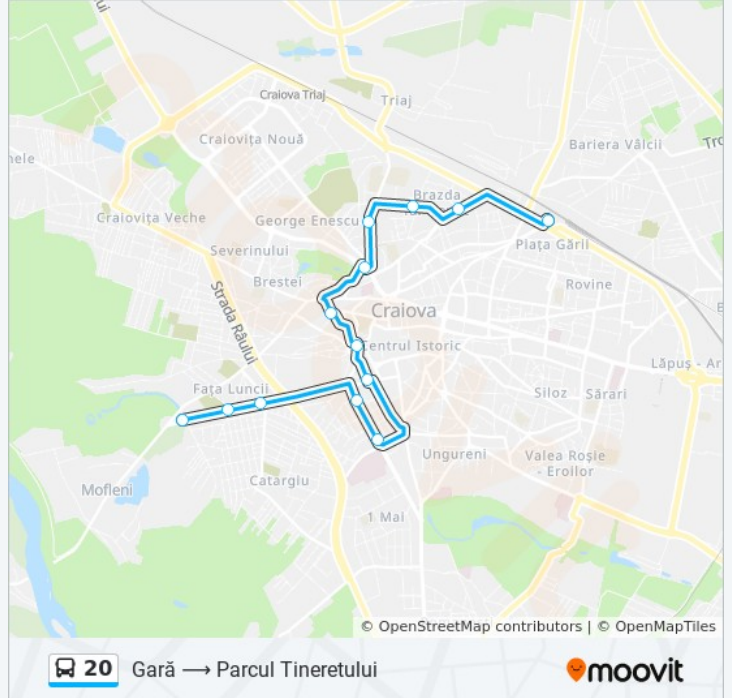 Craiova Triaj
Triaj
Craiovița Nouă
Bariera Vâlcii
Brazda
Craiovița Veche
George Enescu
Piața Gării
Severinului
Brestei
Rovine
Strada Râului
Craiova
Centrul Istoric
Lăpuș - Ar
Fața Luncii
Siloz
Sărari
Ungureni
Valea Roșie
- Eroilor
Catargiu
Mofleni
1 Mai
© OpenStreetMap contributors | © OpenMapTiles
20 Gară → Parcul Tineretului
moovit